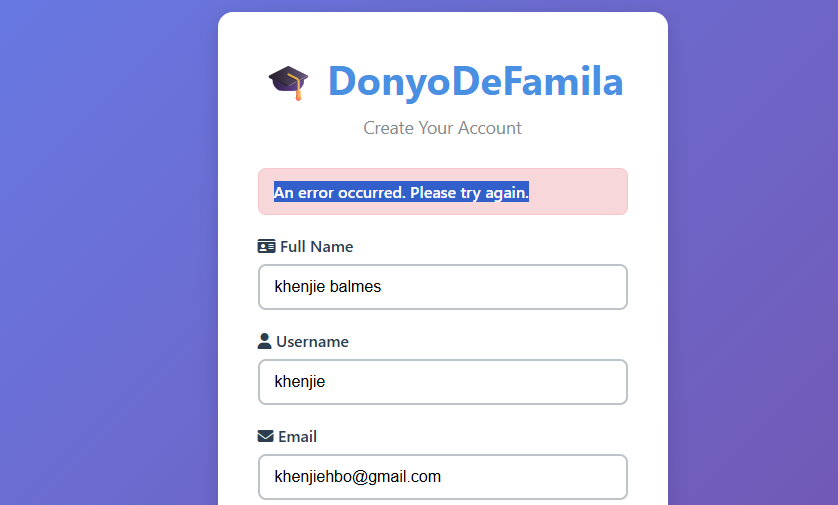 DonyoDeFamila
Create Your Account
An error occurred. Please try again.
Full Name
khenjie balmes
Username
khenjie
Email
khenjiehbo@gmail.com